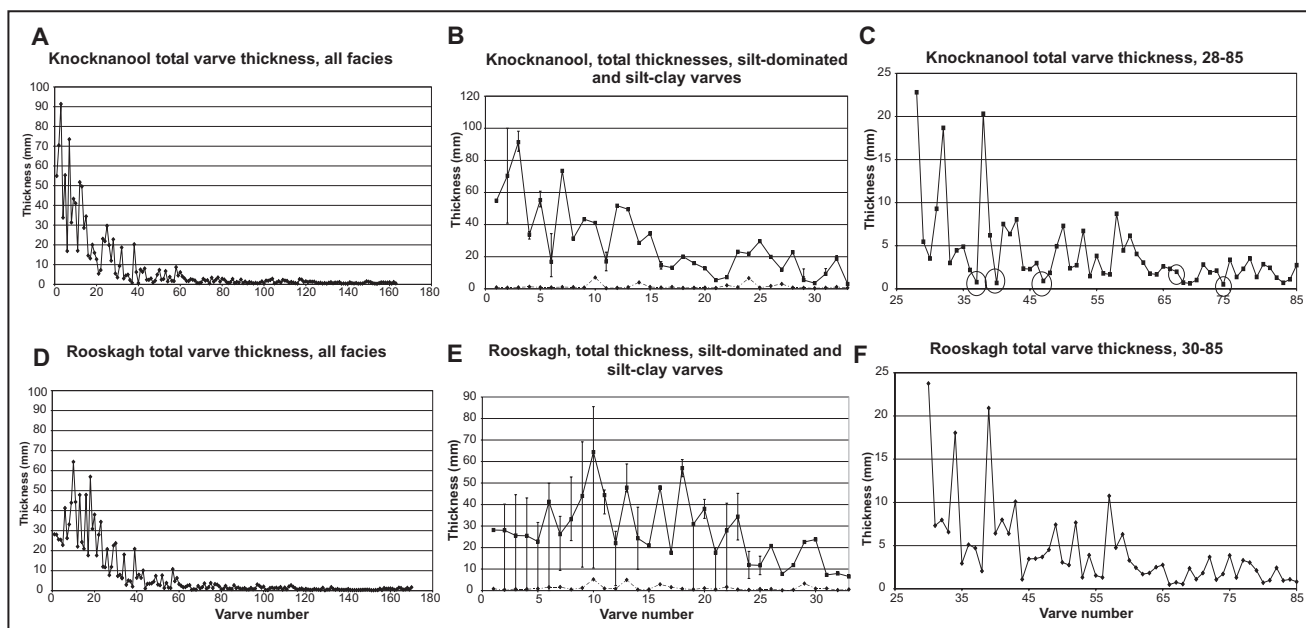 A
Knocknanool total varve thickness, all facies
Thickness (mm)
100
90
80
70
60
50
40
30
20
10
0
0 20 40 60 80 100 120 140 160 180
B
Knocknanool, total thicknesses, silt-dominated
and silt-clay varves
Thickness (mm)
120
100
80
60
40
20
0
0 5 10 15 20 25 30
C
Knocknanool total varve thickness, 28-85
Thickness (mm)
25
20
15
10
5
0
25 35 45 55 65 75 85
D
Rooskagh total varve thickness, all facies
Thickness (mm)
100
90
80
70
60
50
40
30
20
10
0
0 20 40 60 80 100 120 140 160 180
Varve number
E
Rooskagh, total thickness, silt-dominated and
silt-clay varves
Thickness (mm)
90
80
70
60
50
40
30
20
10
0
0 5 10 15 20 25 30
Varve number
F
Rooskagh total varve thickness, 30-85
Thickness (mm)
25
20
15
10
5
0
25 35 45 55 65 75 85
Varve number